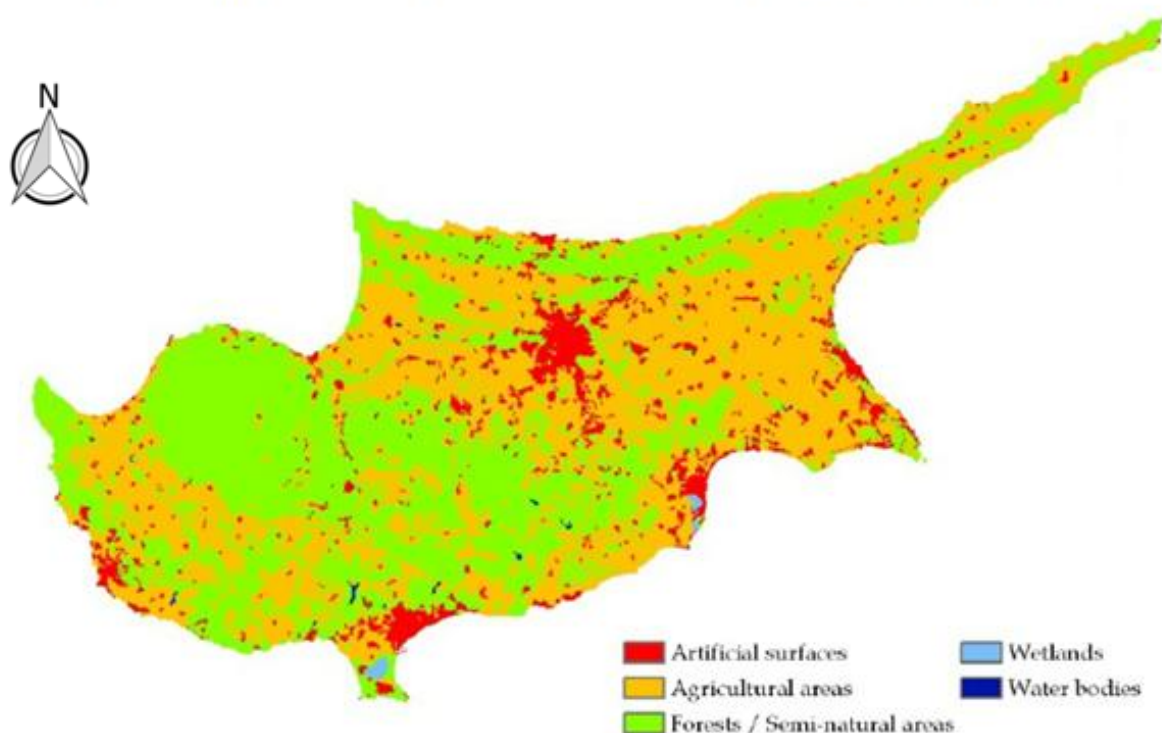 N
Artificial surfaces
Agricultural areas
Forests / Semi-natural areas
Wetlands
Water bodies